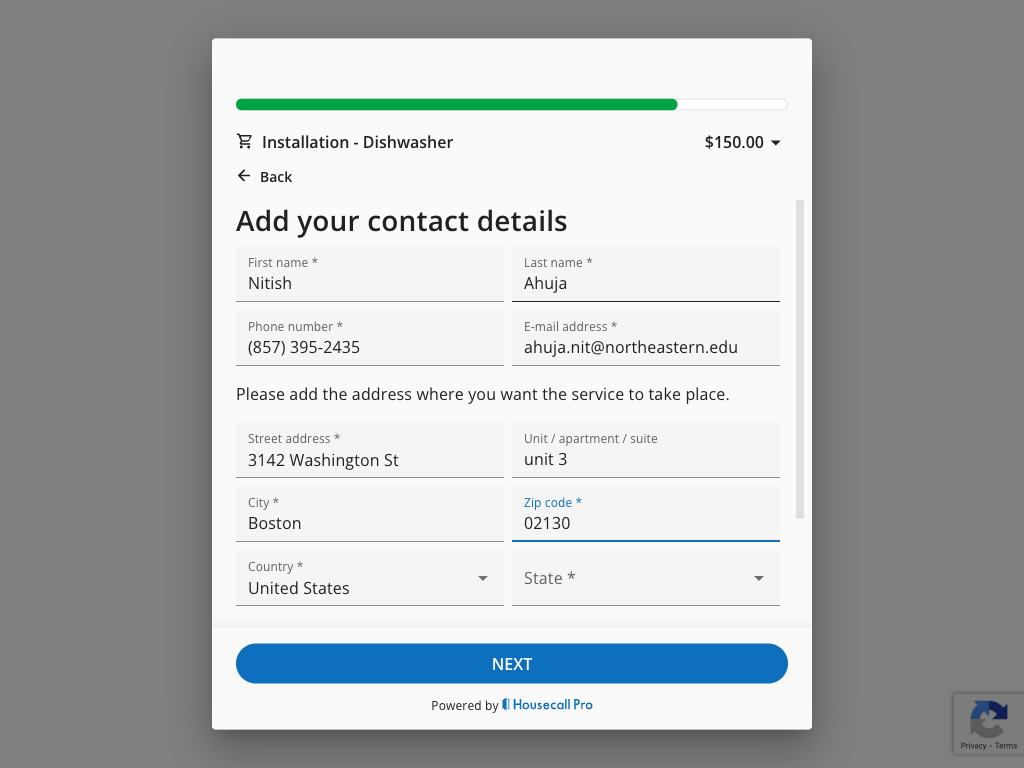 Installation - Dishwasher $150.00
Back
Add your contact details
First name * Last name *
Nitish Ahuja
Phone number * E-mail address *
(857) 395-2435 ahuja.nit@northeastern.edu
Please add the address where you want the service to take place.
Street address * Unit / apartment / suite
3142 Washington St unit 3
City * Zip code *
Boston 02130
Country * State *
United States
NEXT
Powered by Housecall Pro
Privacy - Terms